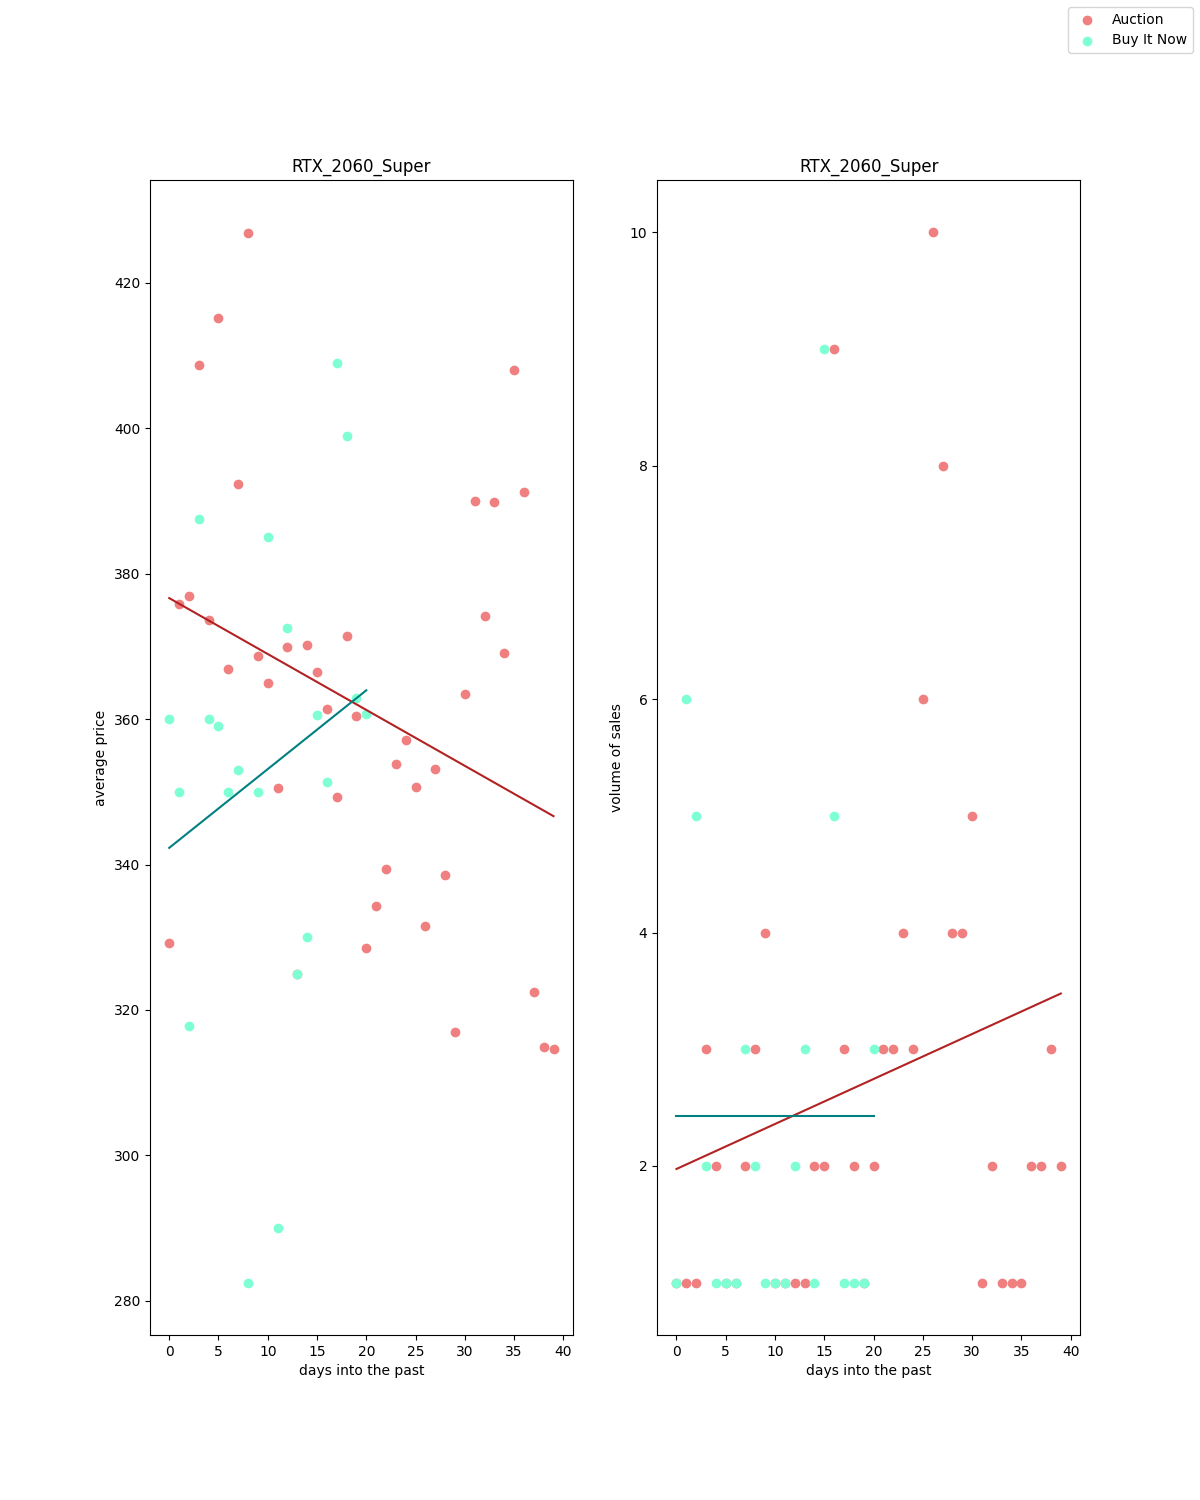 Auction
Buy It Now
RTX_2060_Super
average price
420
400
380
360
340
320
300
280
0 5 10 15 20 25 30 35 40
days into the past
RTX_2060_Super
volume of sales
10
8
6
4
2
0 5 10 15 20 25 30 35 40
days into the past